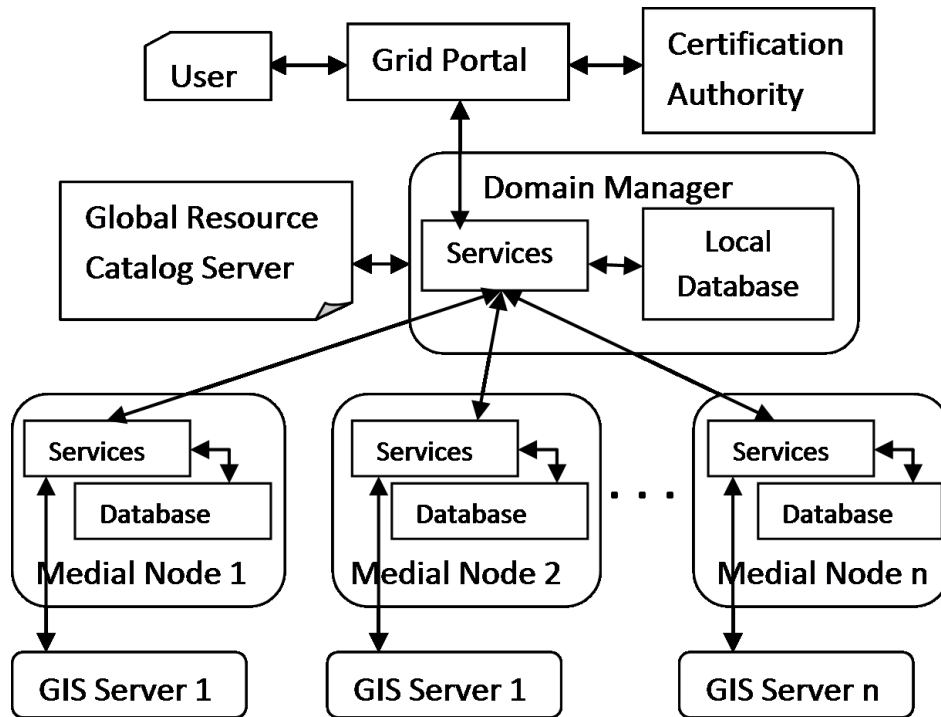 User
Grid Portal
Certification
Authority
Domain Manager
Global Resource
Catalog Server
Services
Local
Database
Services
Database
Medial Node 1
Services
Database
Medial Node 2
. . . .
Services
Database
Medial Node n
GIS Server 1
GIS Server 1
GIS Server n